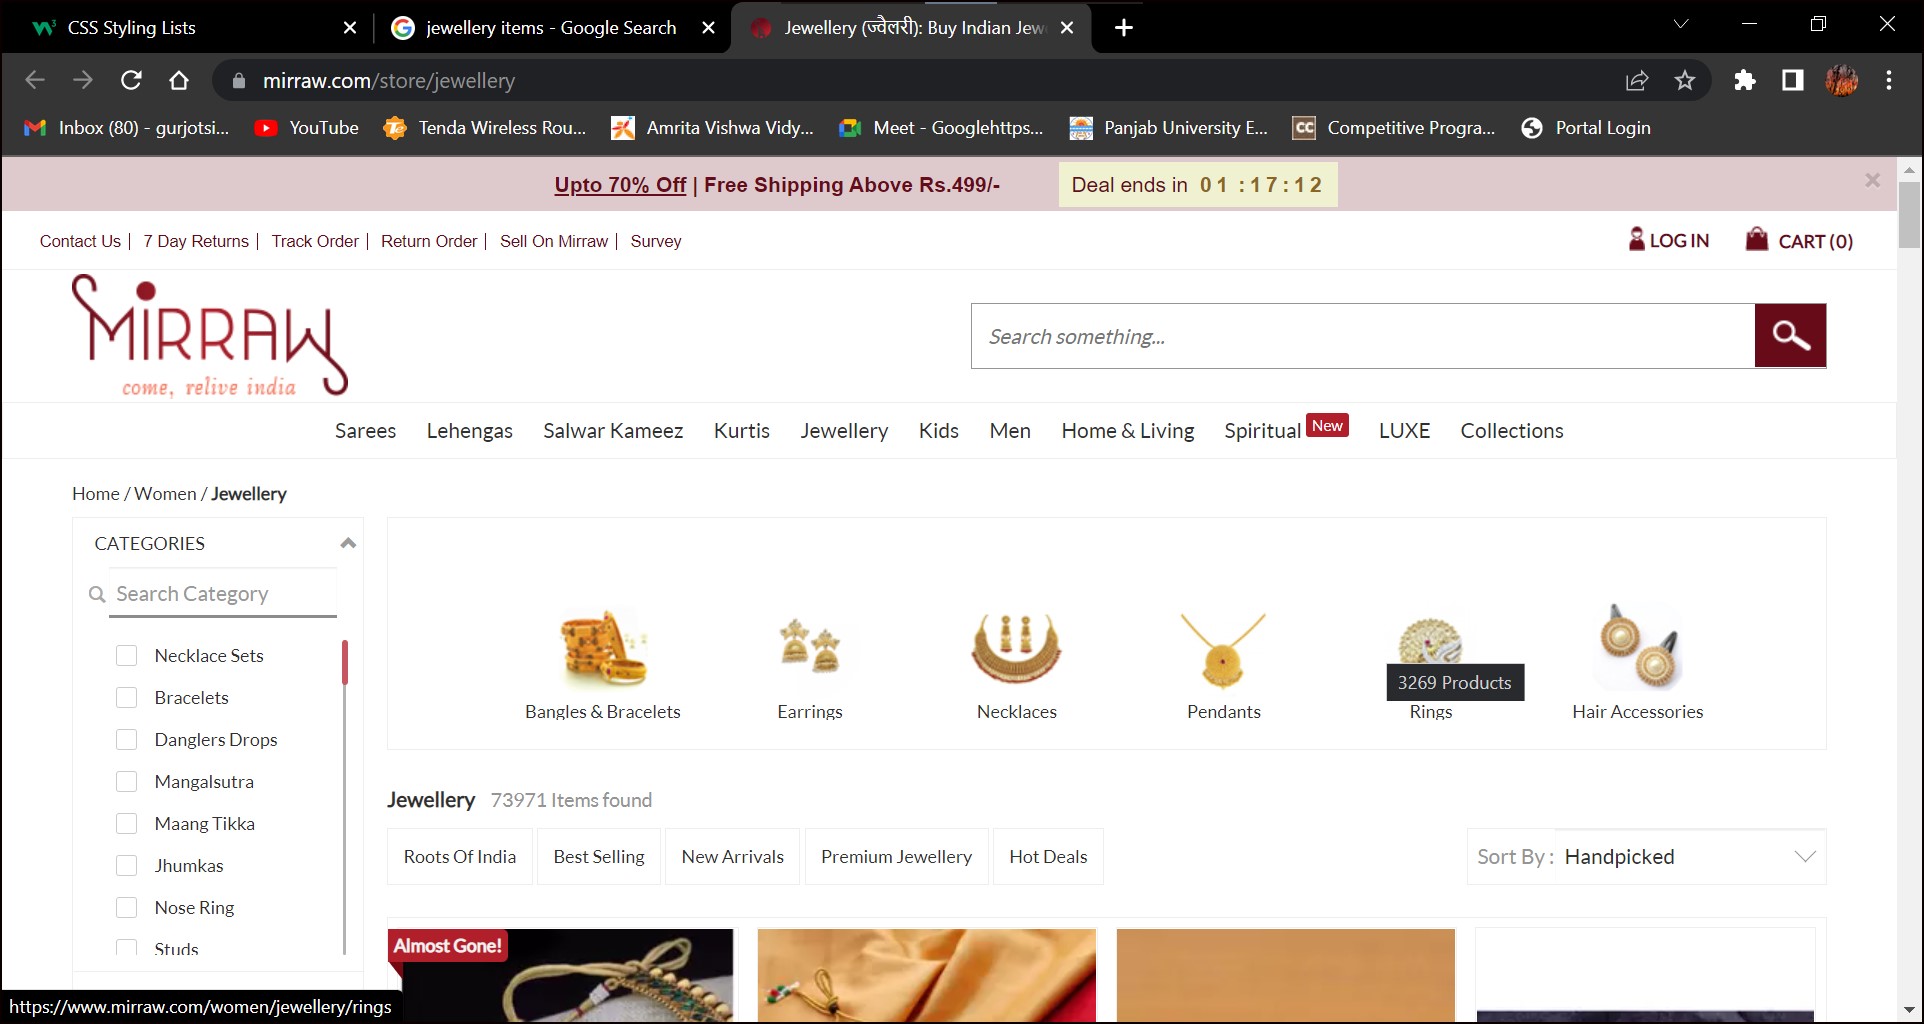 CSS Styling Lists
jewellery items - Google Search
Jewellery (ज्वैलरी): Buy Indian Jew
mirraw.com/store/jewellery
Inbox (80) - gurjotsi...
YouTube
Tenda Wireless Rou...
Amrita Vishwa Vidy...
Meet - Googlehttps...
Panjab University E...
CC
Competitive Progra...
Portal Login
Upto 70% Off | Free Shipping Above Rs.499/-
Deal ends in 01 :17:12
Contact Us | 7 Day Returns | Track Order | Return Order | Sell On Mirraw | Survey
LOG IN
CART (0)
MIRRAW
come, relive india
Search something...
Sarees Lehengas Salwar Kameez Kurtis Jewellery Kids Men Home & Living Spiritual New LUXE Collections
Home / Women / Jewellery
CATEGORIES
Search Category
Necklace Sets
Bracelets
Danglers Drops
Mangalsutra
Maang Tikka
Jhumkas
Nose Ring
Studs
3269 Products
Bangles & Bracelets
Earrings
Necklaces
Pendants
Rings
Hair Accessories
Jewellery 73971 Items found
Roots Of India
Best Selling
New Arrivals
Premium Jewellery
Hot Deals
Sort By : Handpicked
Almost Gone!
https://www.mirraw.com/women/jewellery/rings